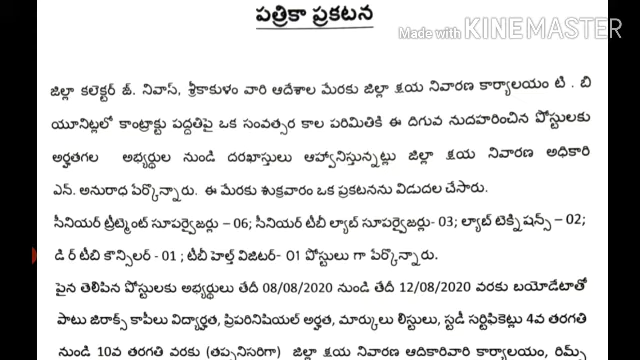 పత్రికా ప్రకటన
Made with KINEMASTER
జిల్లా కలెక్టర్ జె. నివాస్, శ్రీకాకుళం వారి ఆదేశాల మేరకు జిల్లా క్షయ నివారణ కార్యాలయం టి . బి
యూనిట్లలో కాంట్రాక్టు పద్దతిపై ఒక సంవత్సర కాల పరిమితికి ఈ దిగువ నుదహరించిన పోస్టులకు
అర్హతగల అభ్యర్థుల నుండి దరఖాస్తులు ఆహ్వానిస్తున్నట్లు జిల్లా క్షయ నివారణ అధికారి
ఎన్. అనురాధ పేర్కొన్నారు. ఈ మేరకు శుక్రవారం ఒక ప్రకటనను విడుదల చేసారు.
సీనియర్ ట్రీట్మెంట్ సూపర్వైజర్లు – 06; సీనియర్ టీబీ ల్యాబ్ సూపర్వైజర్లు- 03; ల్యాబ్ టెక్నిషన్స్ – 02;
డి ర్ టీబి కౌన్సిలర్ - 01 ; టీబీ హెల్త్ విజిటర్- 01 పోస్టులు గా పేర్కొన్నారు.
పైన తెలిపిన పోస్టులకు అభ్యర్థులు తేదీ 08/08/2020 నుండి తేదీ 12/08/2020 వరకు బయోడేటాతో
పాటు జిరాక్స్ కాపీలు విద్యార్హత, ప్రిపరినిషియల్ అర్హత, మార్కులు లిస్టులు, స్టడీ సర్టిఫికెట్లు 4వ తరగతి
నుండి 10వ తరగతి వరకు (తప్పనిసరిగా) జిల్లా క్షయ నివారణ ఆదికారివారి కార్యాలయం, రిమ్స్